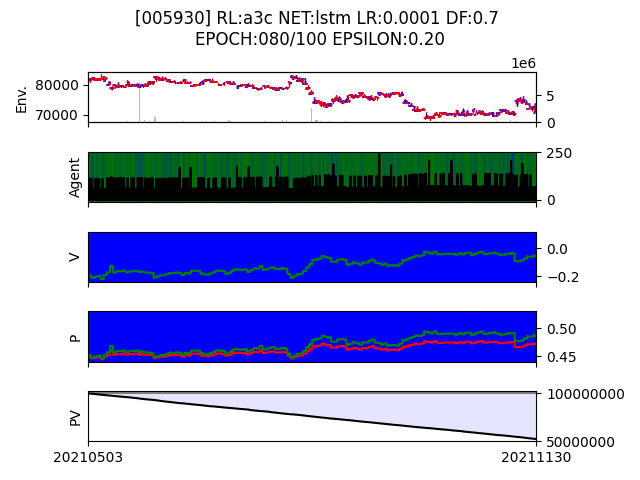 [005930] RL:a3c NET:lstm LR:0.0001 DF:0.7
EPOCH:080/100 EPSILON:0.20
1e6
Env.
80000
70000
5
0
Agent
250
0
V
0.0
−0.2
P
0.50
0.45
PV
100000000
50000000
20210503
20211130